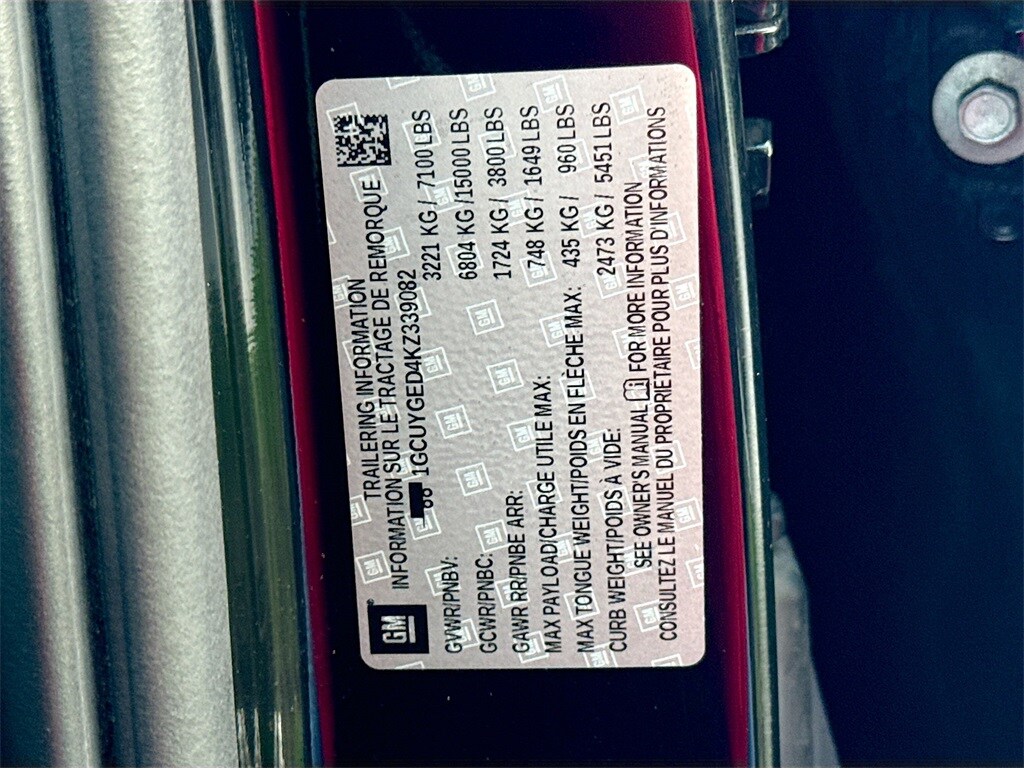 TRAILERING INFORMATION
INFORMATION SUR LE TRACTAGE DE REMORQUE
1GCUYGED4KZ339082
GM
GVWR/PNBV: 3221 KG / 7100 LBS
GCWR/PNBC: 6804 KG /15000 LBS
GAWR RR/PNBE ARR: 1724 KG / 3800 LBS
MAX PAYLOAD/CHARGE UTILE MAX: 748 KG / 1649 LBS
MAX TONGUE WEIGHT/POIDS EN FLÈCHE MAX: 435 KG / 960 LBS
CURB WEIGHT/POIDS À VIDE: 2473 KG / 5451 LBS
SEE OWNER'S MANUAL FOR MORE INFORMATION
CONSULTEZ LE MANUEL DU PROPRIÉTAIRE POUR PLUS D'INFORMATIONS